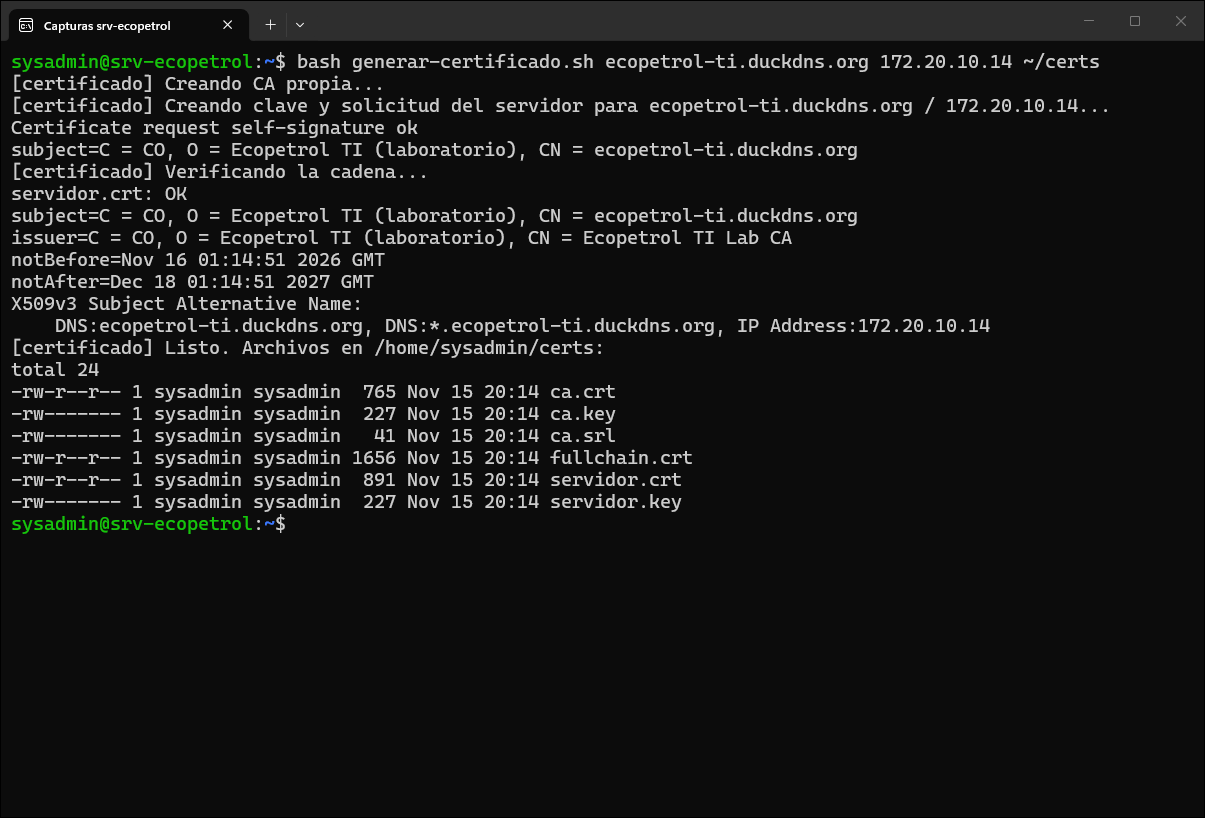 Capturas srv-ecopetrol
sysadmin@srv-ecopetrol:~$ bash generar-certificado.sh ecopetrol-ti.duckdns.org 172.20.10.14 ~/certs
[certificado] Creando CA propia...
[certificado] Creando clave y solicitud del servidor para ecopetrol-ti.duckdns.org / 172.20.10.14...
Certificate request self-signature ok
subject=C = CO, O = Ecopetrol TI (laboratorio), CN = ecopetrol-ti.duckdns.org
[certificado] Verificando la cadena...
servidor.crt: OK
subject=C = CO, O = Ecopetrol TI (laboratorio), CN = ecopetrol-ti.duckdns.org
issuer=C = CO, O = Ecopetrol TI (laboratorio), CN = Ecopetrol TI Lab CA
notBefore=Nov 16 01:14:51 2026 GMT
notAfter=Dec 18 01:14:51 2027 GMT
X509v3 Subject Alternative Name:
    DNS:ecopetrol-ti.duckdns.org, DNS:*.ecopetrol-ti.duckdns.org, IP Address:172.20.10.14
[certificado] Listo. Archivos en /home/sysadmin/certs:
total 24
-rw-r--r-- 1 sysadmin sysadmin  765 Nov 15 20:14 ca.crt
-rw------- 1 sysadmin sysadmin  227 Nov 15 20:14 ca.key
-rw------- 1 sysadmin sysadmin   41 Nov 15 20:14 ca.srl
-rw-r--r-- 1 sysadmin sysadmin 1656 Nov 15 20:14 fullchain.crt
-rw-r--r-- 1 sysadmin sysadmin  891 Nov 15 20:14 servidor.crt
-rw------- 1 sysadmin sysadmin  227 Nov 15 20:14 servidor.key
sysadmin@srv-ecopetrol:~$